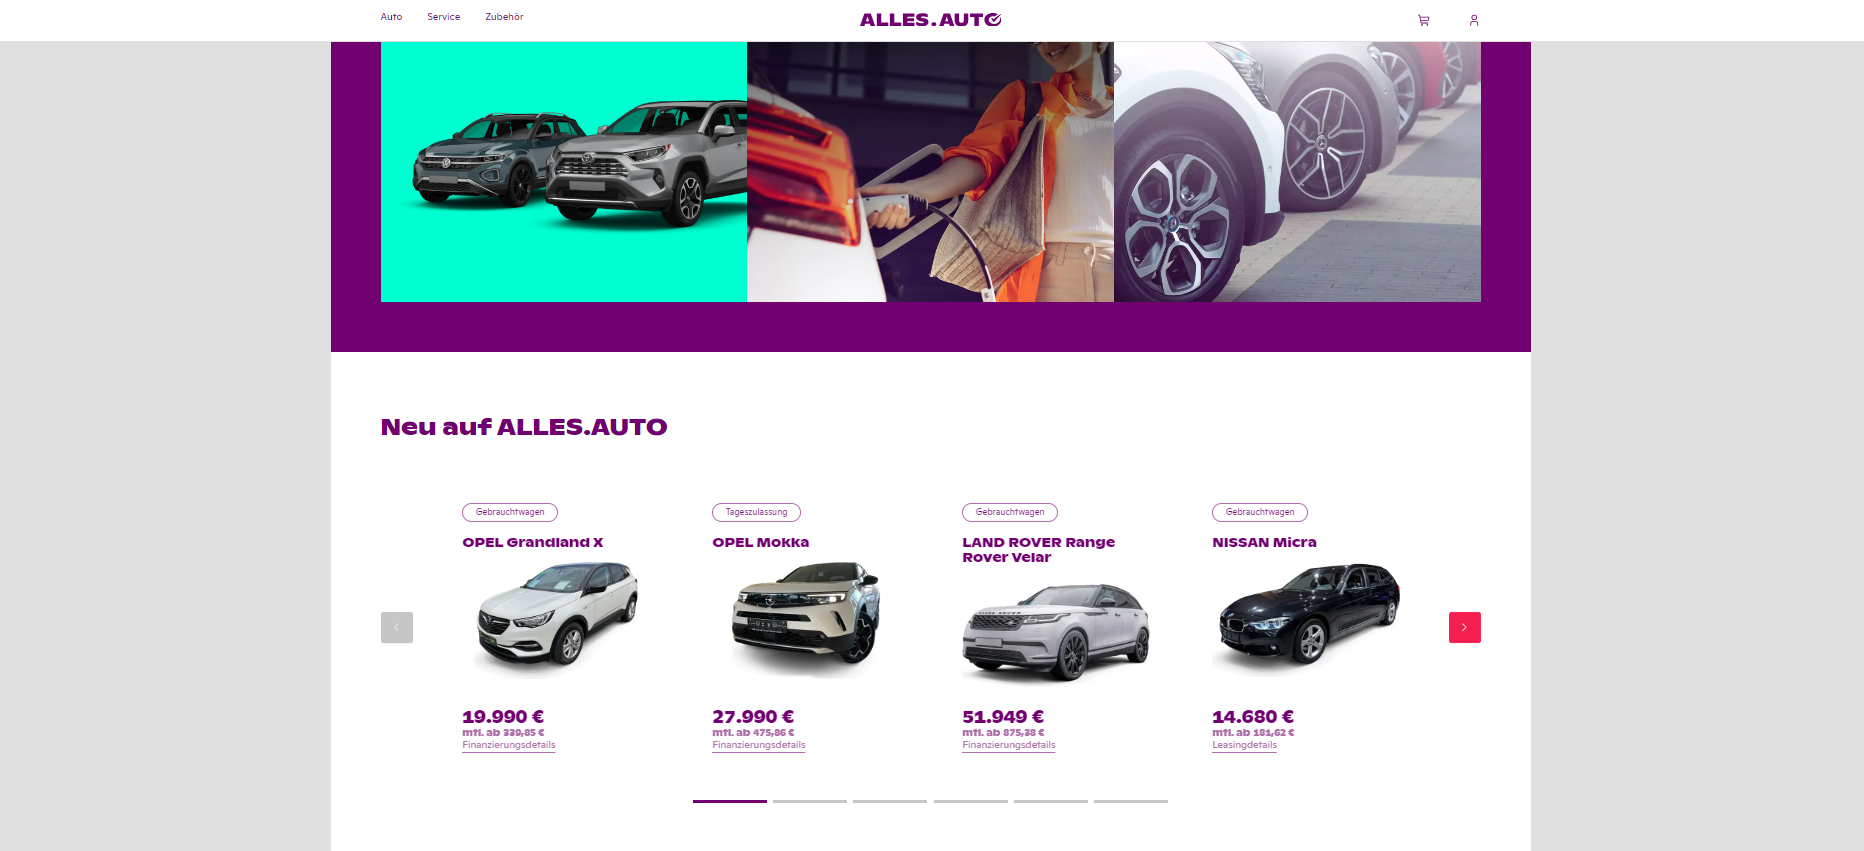 Auto Service Zubehör
ALLES.AUTO
Neu auf ALLES.AUTO
Gebrauchtwagen
OPEL Grandland X
19.990 €
mtl. ab 339,85 €
Finanzierungsdetails
Tageszulassung
OPEL Mokka
27.990 €
mtl. ab 475,86 €
Finanzierungsdetails
Gebrauchtwagen
LAND ROVER Range
Rover Velar
51.949 €
mtl. ab 875,38 €
Finanzierungsdetails
Gebrauchtwagen
NISSAN Micra
14.680 €
mtl. ab 181,62 €
Leasingdetails